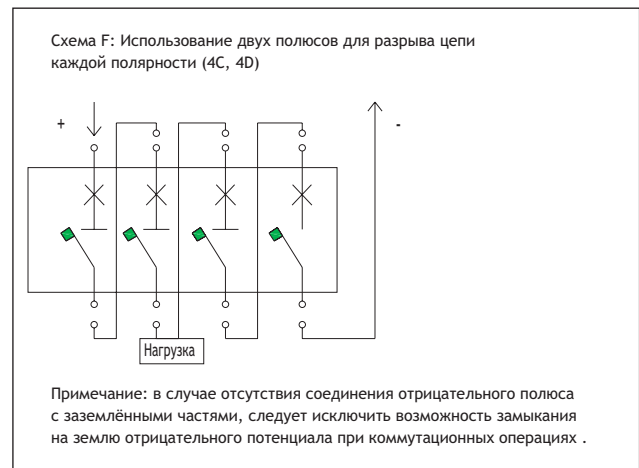 Схема F: Использование двух полюсов для разрыва цепи
каждой полярности (4C, 4D)
+
-
Нагрузка
Примечание: в случае отсутствия соединения отрицательного полюса
с заземлёнными частями, следует исключить возможность замыкания
на землю отрицательного потенциала при коммутационных операциях .